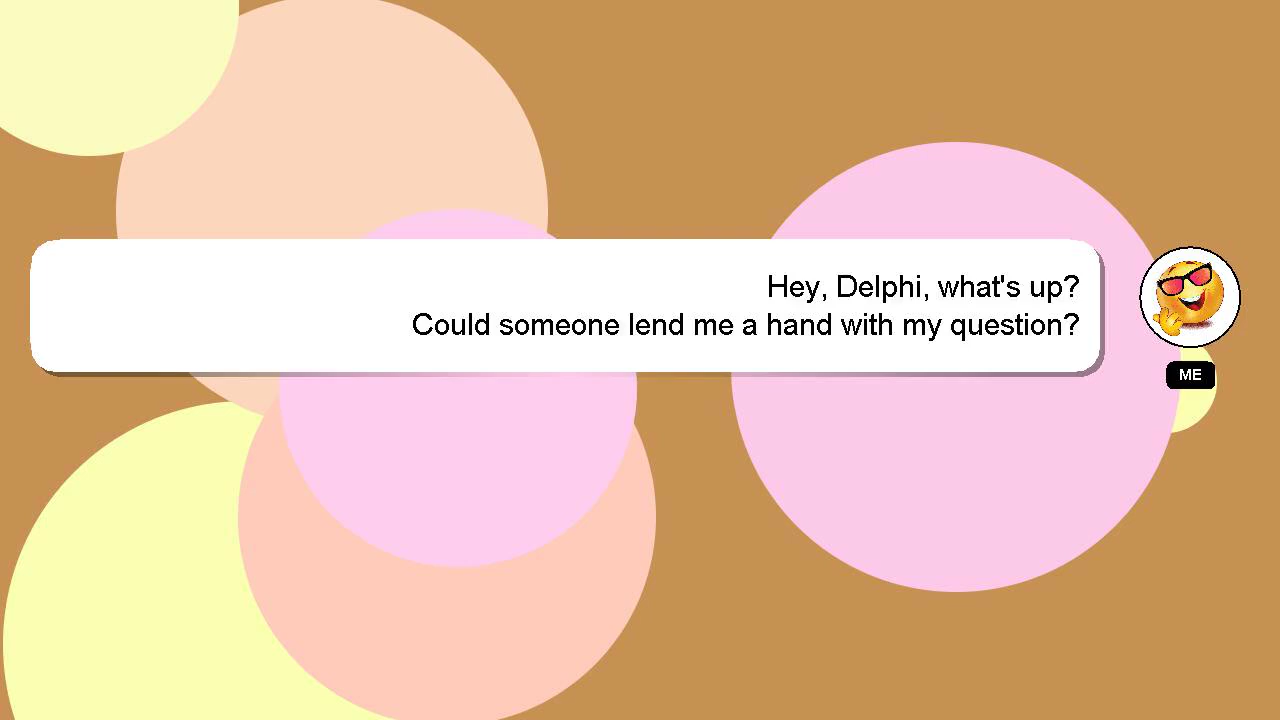 Hey, Delphi, what's up?
Could someone lend me a hand with my question?
ME